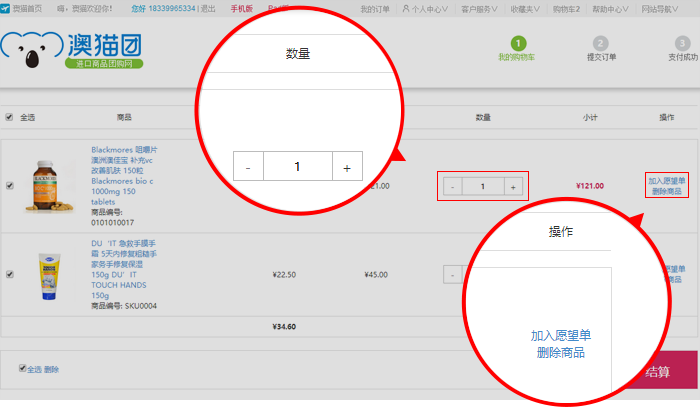 澳猫首页 嗨，澳猫欢迎你！ 你好 18339965334 | 退出 手机版 我的订单 个人中心∨ 客户服务∨ 收藏夹∨ 购物车2 帮助中心∨ 网站导航∨
澳猫团
进口商品团购网
1 2 3
我的购物车 提交订单 支付成功
数量
全选 商品 数量 小计 操作
- 1 +
Blackmores 咀嚼片
澳洲澳佳宝 补充vc
改善肌肤 150粒
Blackmores bio c
1000mg 150
tablets
商品编号:
0101010017
21.00 - 1 + ¥121.00 加入愿望单
删除商品
操作
DU'IT 急救手膜手
霜 5天内修复粗糙手
家务手修复保湿
150g DU'IT
TOUCH HANDS
150g
商品编号: SKU0004
¥22.50 ¥45.00 -
加入愿望单
删除商品
¥34.60
全选 删除 结算